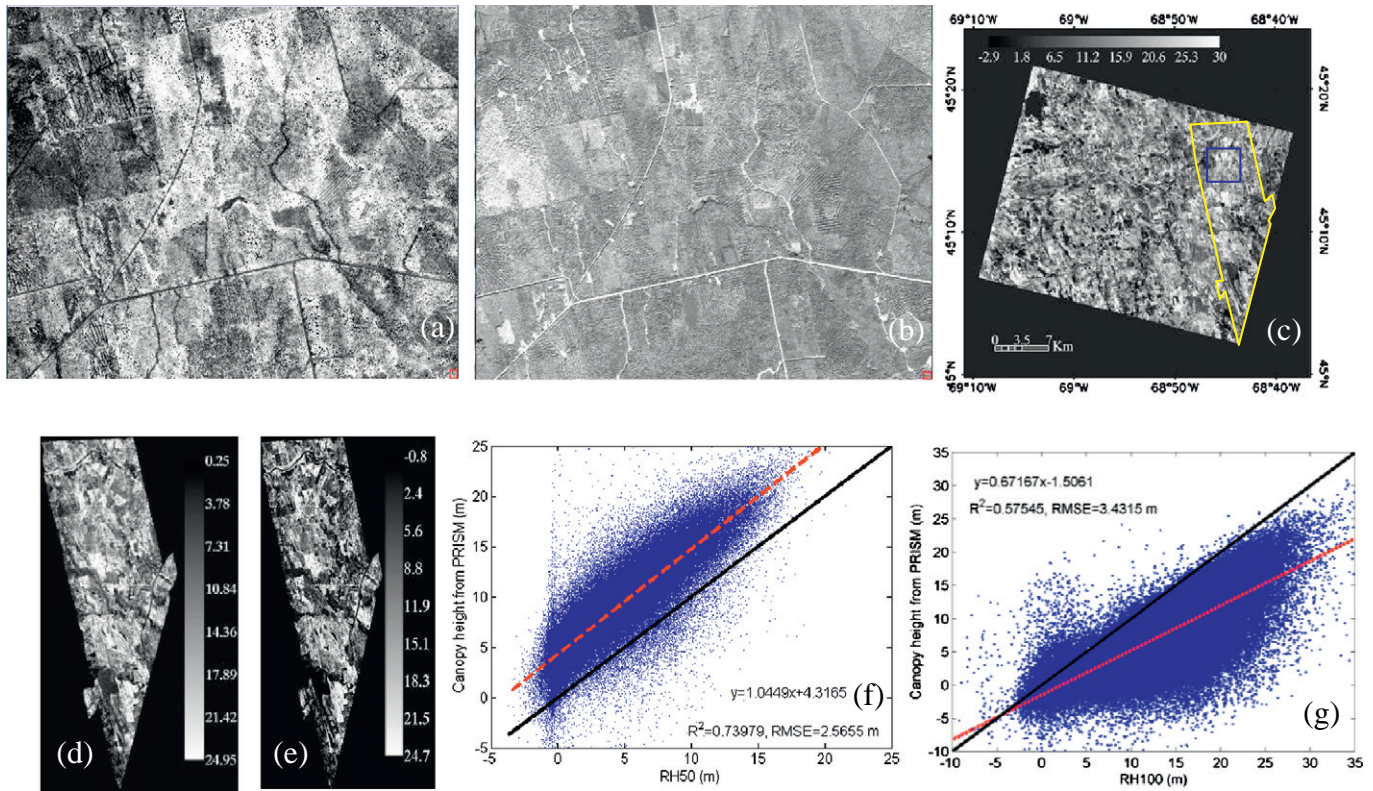 (a)
(b)
69°10'W 69°W 68°50'W 68°40'W
-2.9 1.8 6.5 11.2 15.9 20.6 25.3 30
45°20'N 45°20'N
45°10'N 45°10'N
0 3.5 7
Km
(c)
5°N 45°N
69°10'W 69°W 68°50'W 68°40'W
0.25
3.78
7.31
10.84
14.36
17.89
21.42
24.95
(d)
-0.8
2.4
5.6
8.8
11.9
15.1
18.3
21.5
24.7
(e)
Canopy height from PRISM (m)
25
20
15
10
5
0
-5
y=1.0449x+4.3165
(f)
R²=0.73979, RMSE=2.5655 m
-5 0 5 10 15 20 25
RH50 (m)
Canopy height from PRISM (m)
35
30
25
20
15
10
5
0
-5
-10
y=0.67167x-1.5061
R²=0.57545, RMSE=3.4315 m
(g)
-10 -5 0 5 10 15 20 25 30 35
RH100 (m)